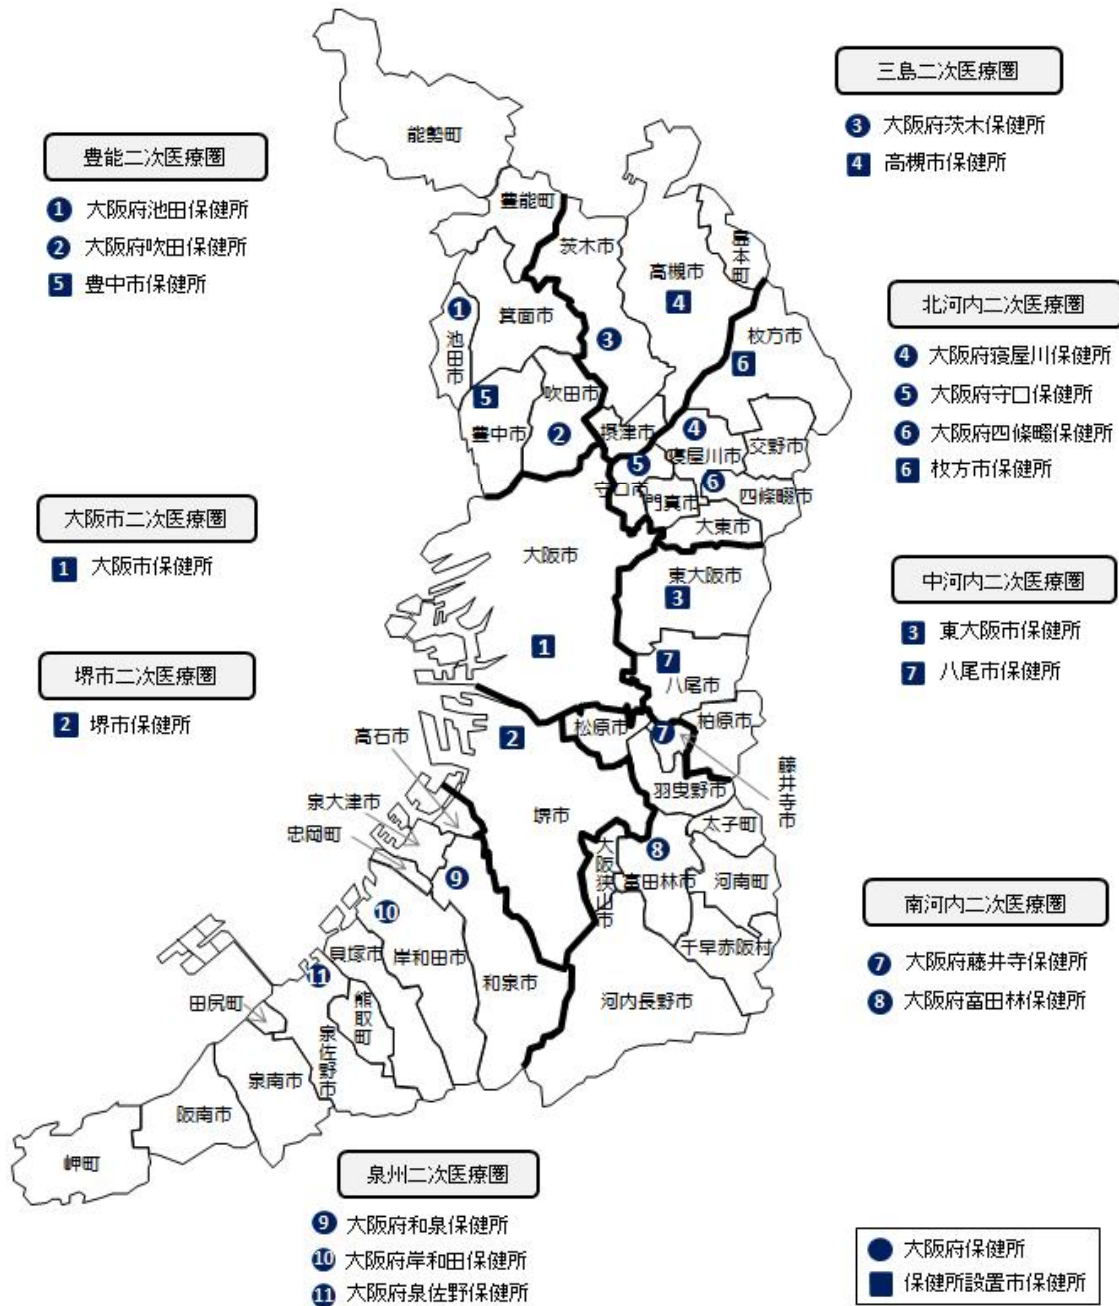 三島二次医療圏
3 大阪府茨木保健所
4 高槻市保健所
豊能二次医療圏
1 大阪府池田保健所
2 大阪府吹田保健所
5 豊中市保健所
北河内二次医療圏
4 大阪府寝屋川保健所
5 大阪府守口保健所
6 大阪府四條畷保健所
6 枚方市保健所
大阪市二次医療圏
1 大阪市保健所
中河内二次医療圏
3 東大阪市保健所
7 八尾市保健所
堺市二次医療圏
2 堺市保健所
南河内二次医療圏
7 大阪府藤井寺保健所
8 大阪府富田林保健所
泉州二次医療圏
9 大阪府和泉保健所
10 大阪府岸和田保健所
11 大阪府泉佐野保健所
大阪府保健所
保健所設置市保健所
能勢町
豊能町
茨木市
高槻市
4
島本町
箕面市
1
池田市
3
枚方市
6
吹田市
2
5
豊中市
摂津市
4
寝屋川市
交野市
5
守口市
門真市
6
四條畷市
大東市
大阪市
1
東大阪市
3
7
八尾市
柏原市
松原市
7
藤井寺市
羽曳野市
2
堺市
高石市
泉大津市
忠岡町
太子町
大阪狭山市
8
富田林市
河南町
千早赤阪村
河内長野市
9
和泉市
10
岸和田市
貝塚市
11
熊取町
田尻町
泉佐野市
泉南市
阪南市
岬町